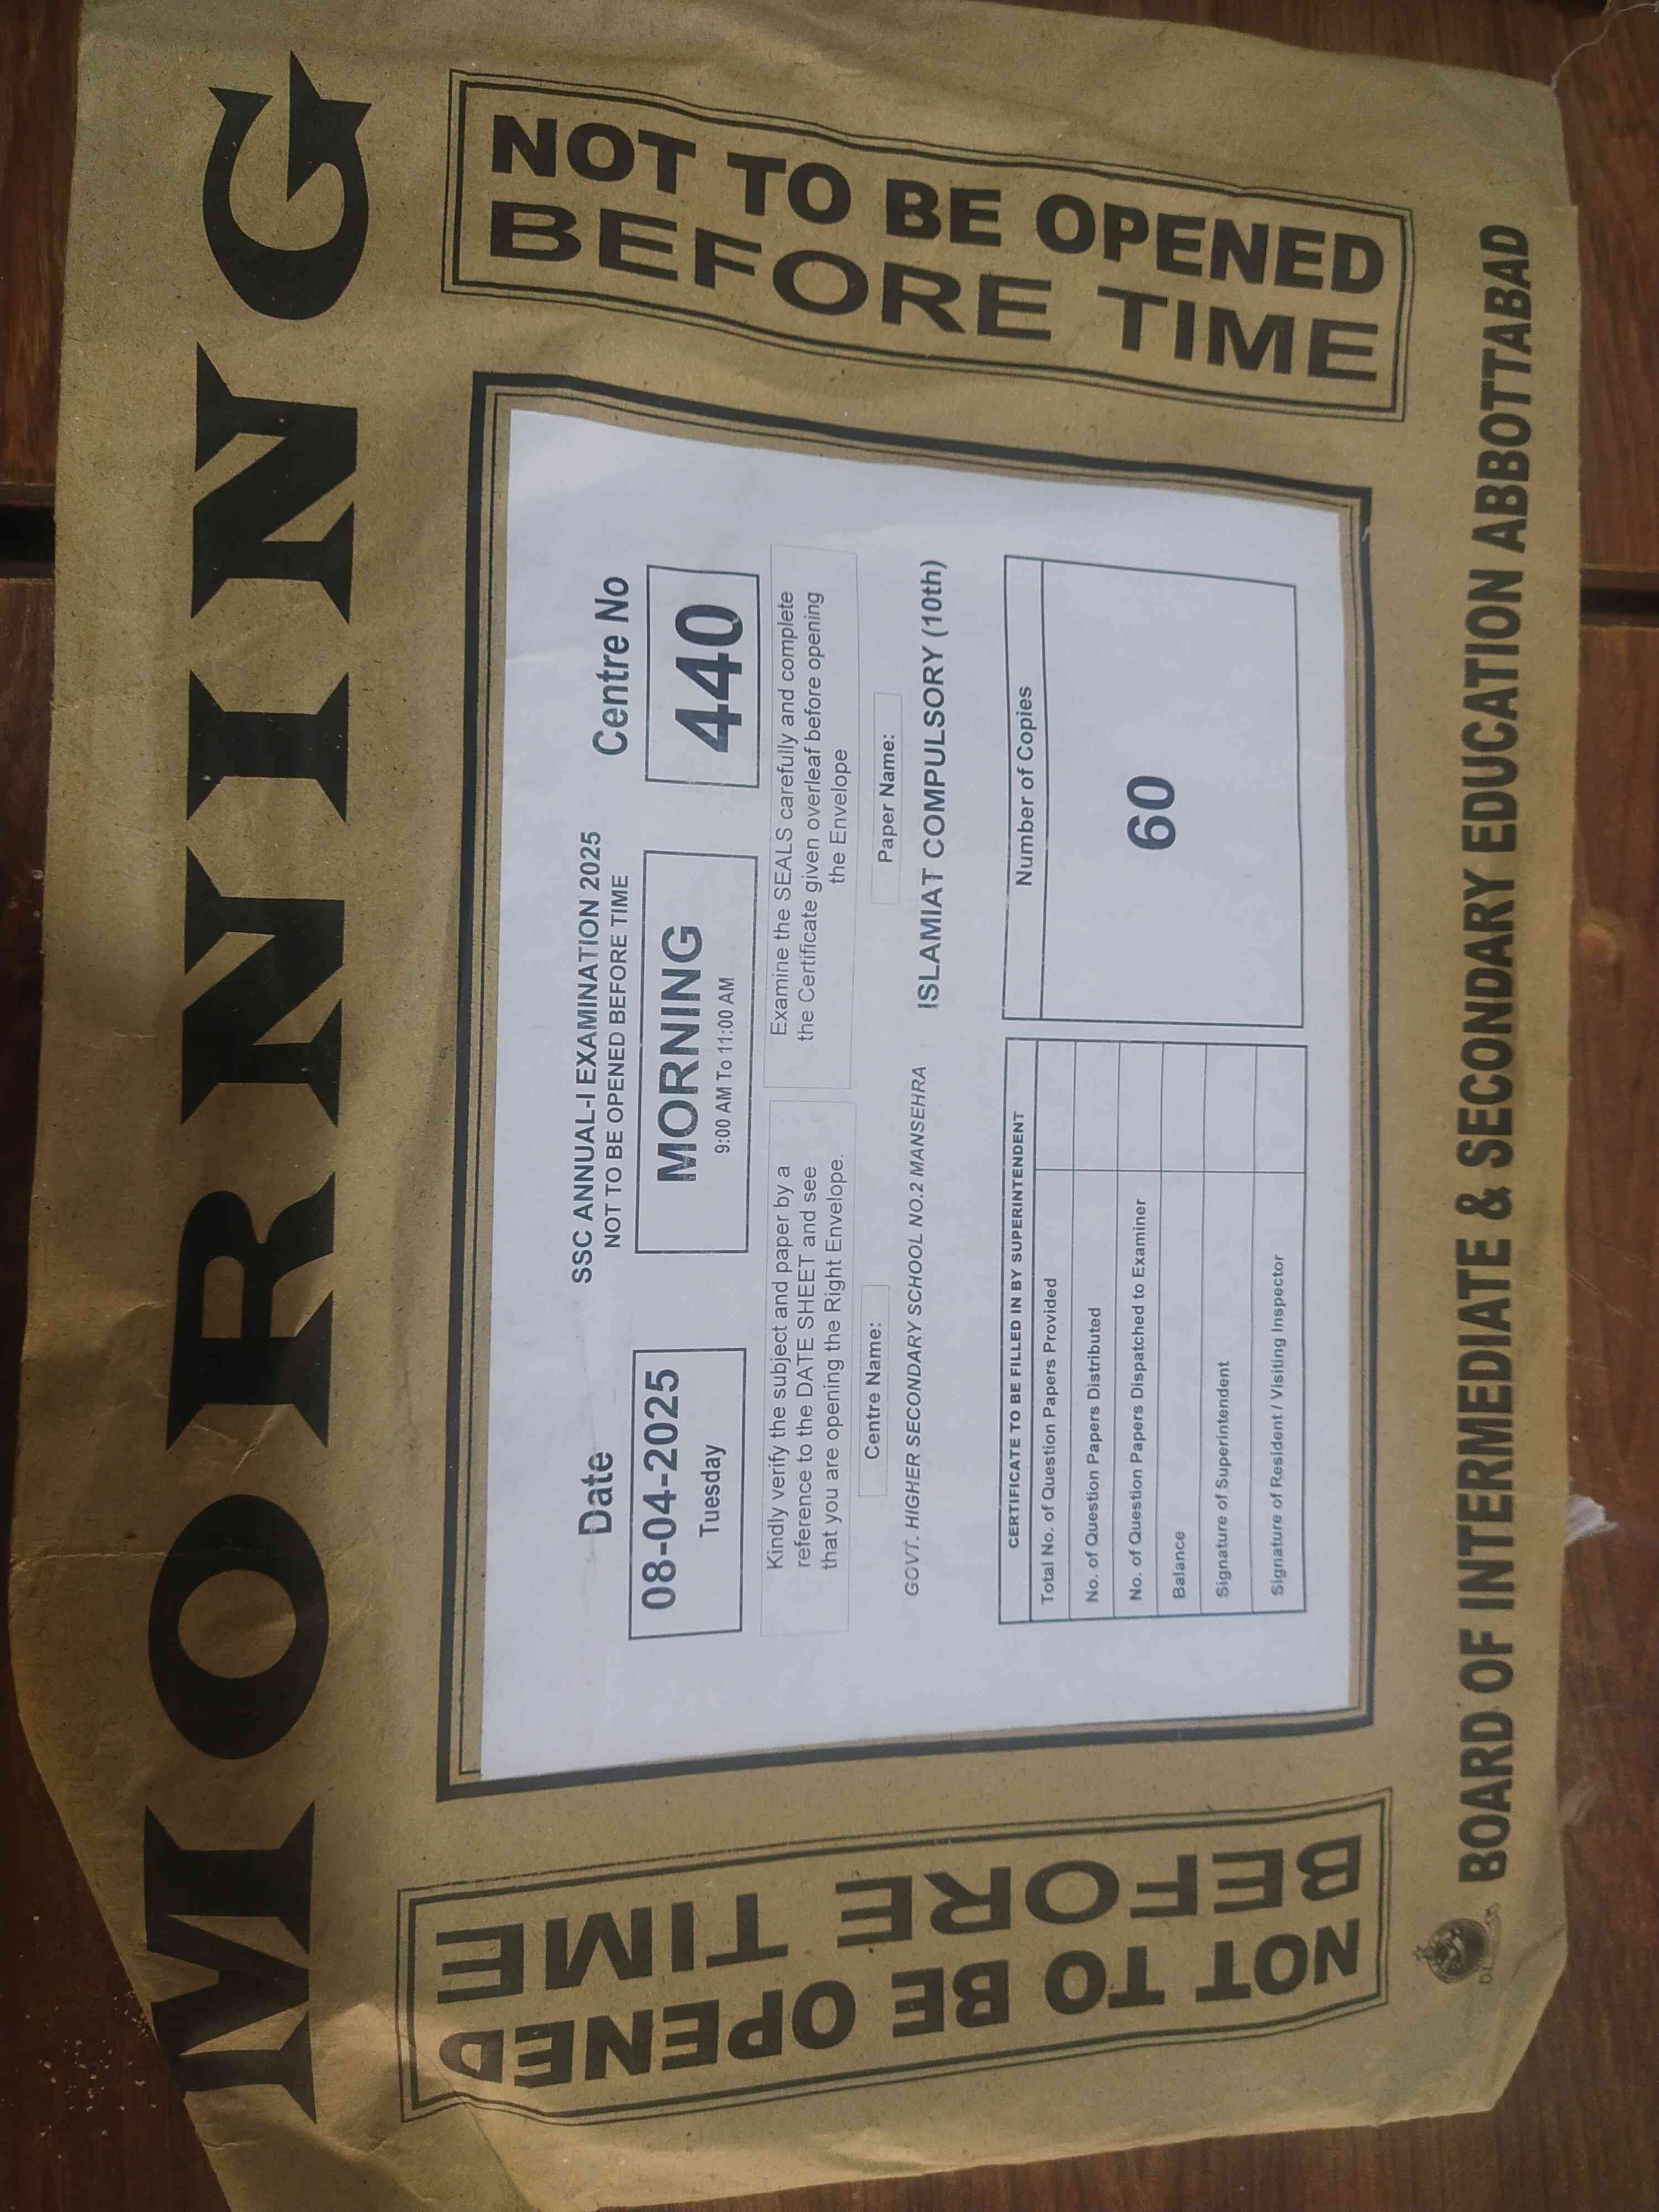 MORNING
NOT TO BE OPENED
BEFORE TIME
SSC ANNUAL-I EXAMINATION 2025
NOT TO BE OPENED BEFORE TIME
Date
08-04-2025
Tuesday
MORNING
9:00 AM To 11:00 AM
Centre No
440
Kindly verify the subject and paper by a
reference to the DATE SHEET and see
that you are opening the Right Envelope.
Examine the SEALS carefully and complete
the Certificate given overleaf before opening
the Envelope
Centre Name:
GOVT. HIGHER SECONDARY SCHOOL NO.2 MANSEHRA
Paper Name:
ISLAMIAT COMPULSORY (10th)
CERTIFICATE TO BE FILLED IN BY SUPERINTENDENT
Total No. of Question Papers Provided
No. of Question Papers Distributed
No. of Question Papers Dispatched to Examiner
Balance
Signature of Superintendent
Signature of Resident / Visiting Inspector
Number of Copies
60
NOT TO BE OPENED
BEFORE TIME
BOARD OF INTERMEDIATE & SECONDARY EDUCATION ABBOTTABAD